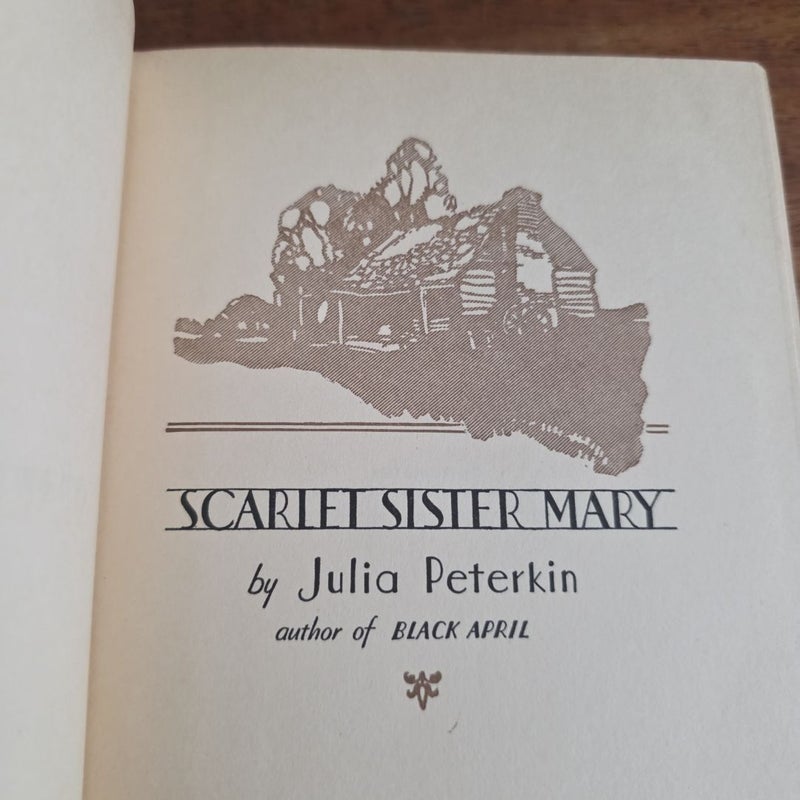 SCARLET SISTER MARY
by Julia Peterkin
author of BLACK APRIL